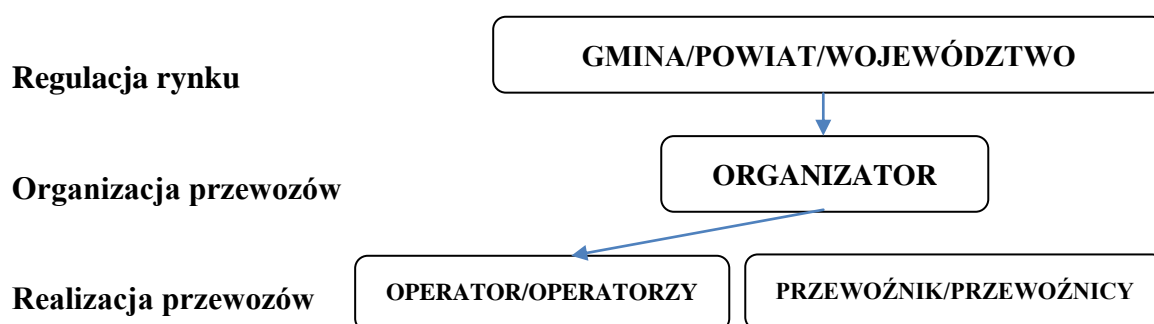 GMINA/POWIAT/WOJEWÓDZTWO
Regulacja rynku
ORGANIZATOR
Organizacja przewozów
OPERATOR/OPERATORZY
PRZEWOŹNIK/PRZEWOŹNICY
Realizacja przewozów